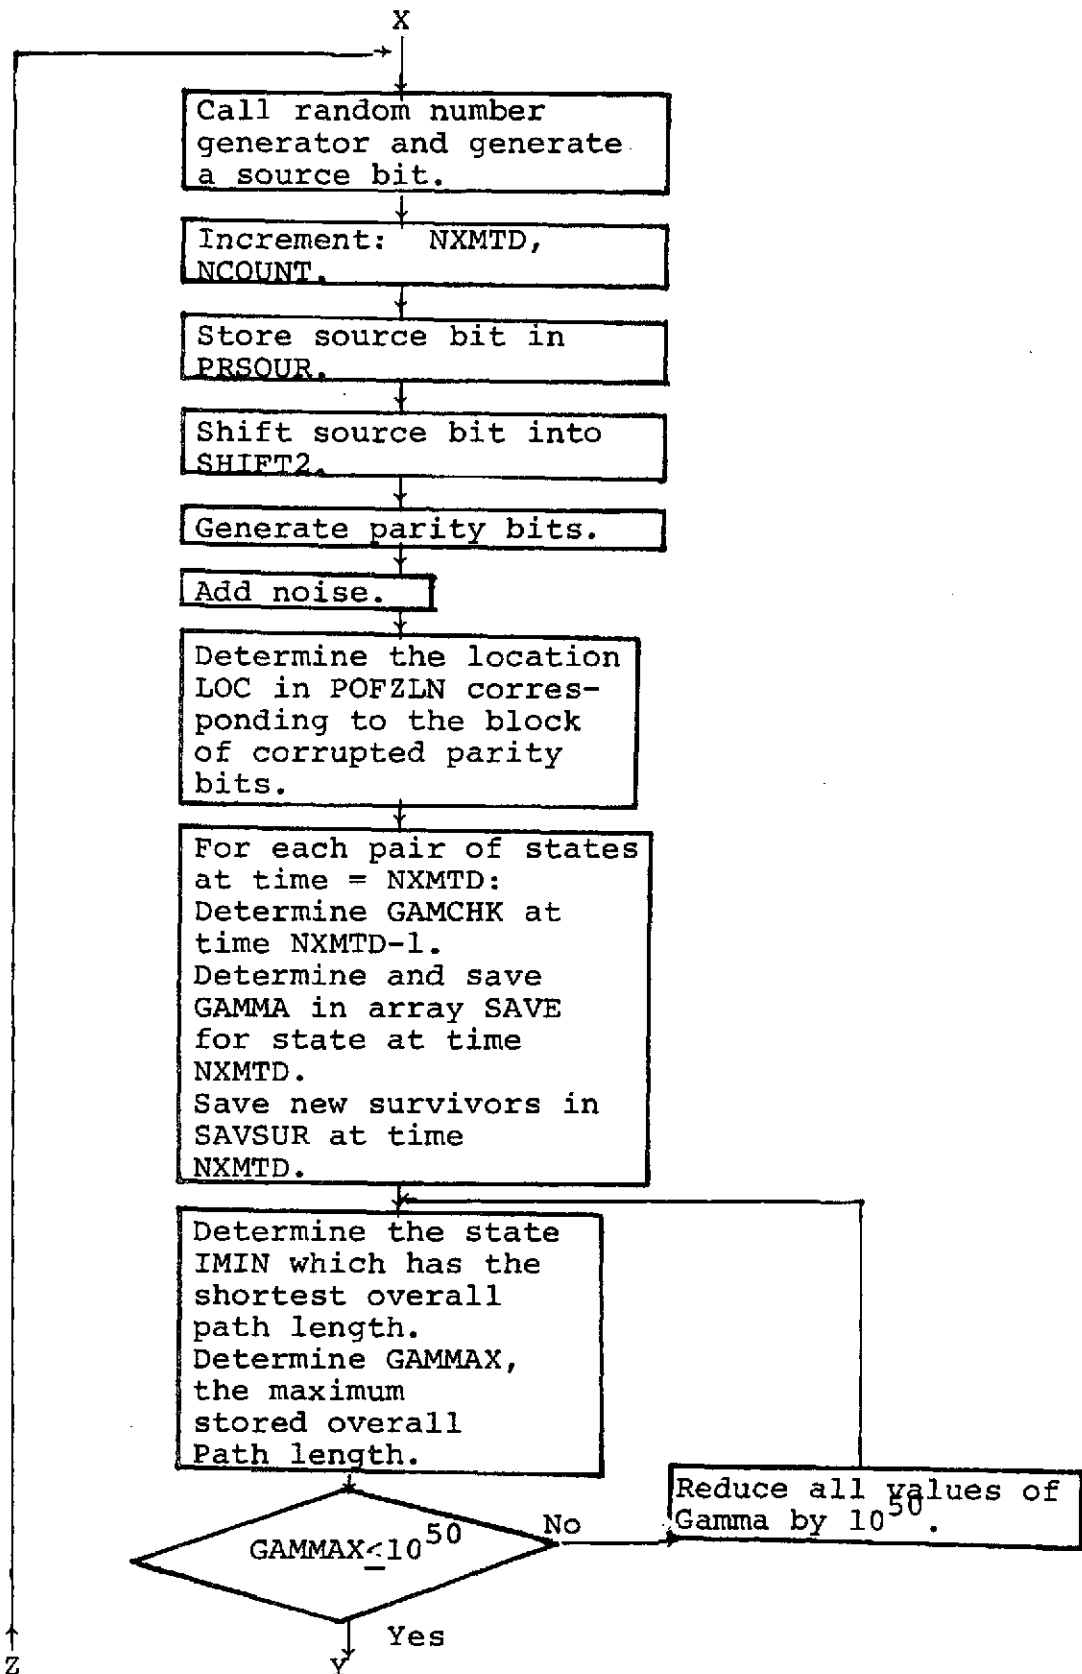 X
Call random number
generator and generate
a source bit.
Increment: NXMTD,
NCOUNT.
Store source bit in
PRSOUR.
Shift source bit into
SHIFT2.
Generate parity bits.
Add noise.
Determine the location
LOC in POFZLN corres-
ponding to the block
of corrupted parity
bits.
For each pair of states
at time = NXMTD:
Determine GAMCHK at
time NXMTD-1.
Determine and save
GAMMA in array SAVE
for state at time
NXMTD.
Save new survivors in
SAVSUR at time
NXMTD.
Determine the state
IMIN which has the
shortest overall
path length.
Determine GAMMAX,
the maximum
stored overall
Path length.
Reduce all values of
Gamma by 10^50.
GAMMAX≤10^50
No
Yes
Z
Y